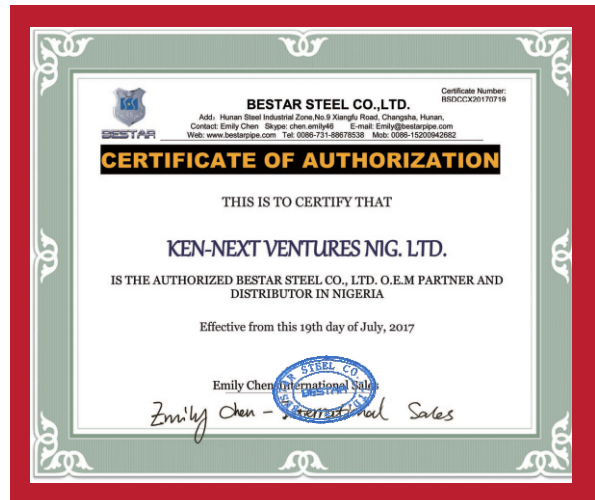 Certificate Number:
BSDCCX20170719
BESTAR
BESTAR STEEL CO.,LTD.
Add: Hunan Steel Industrial Zone,No.9 Xiangfu Road, Changsha, Hunan,
Contact: Emily Chen Skype: chen.emily46 E-mail: Emily@bestarpipe.com
Web: www.bestarpipe.com Tel: 0086-731-88678538 Mob: 0086-15200942682
CERTIFICATE OF AUTHORIZATION
THIS IS TO CERTIFY THAT
KEN-NEXT VENTURES NIG. LTD.
IS THE AUTHORIZED BESTAR STEEL CO., LTD. O.E.M PARTNER AND
DISTRIBUTOR IN NIGERIA
Effective from this 19th day of July, 2017
Emily Chen International Sales
STEEL CO.
BESTAR
Emily Chen - International Sales